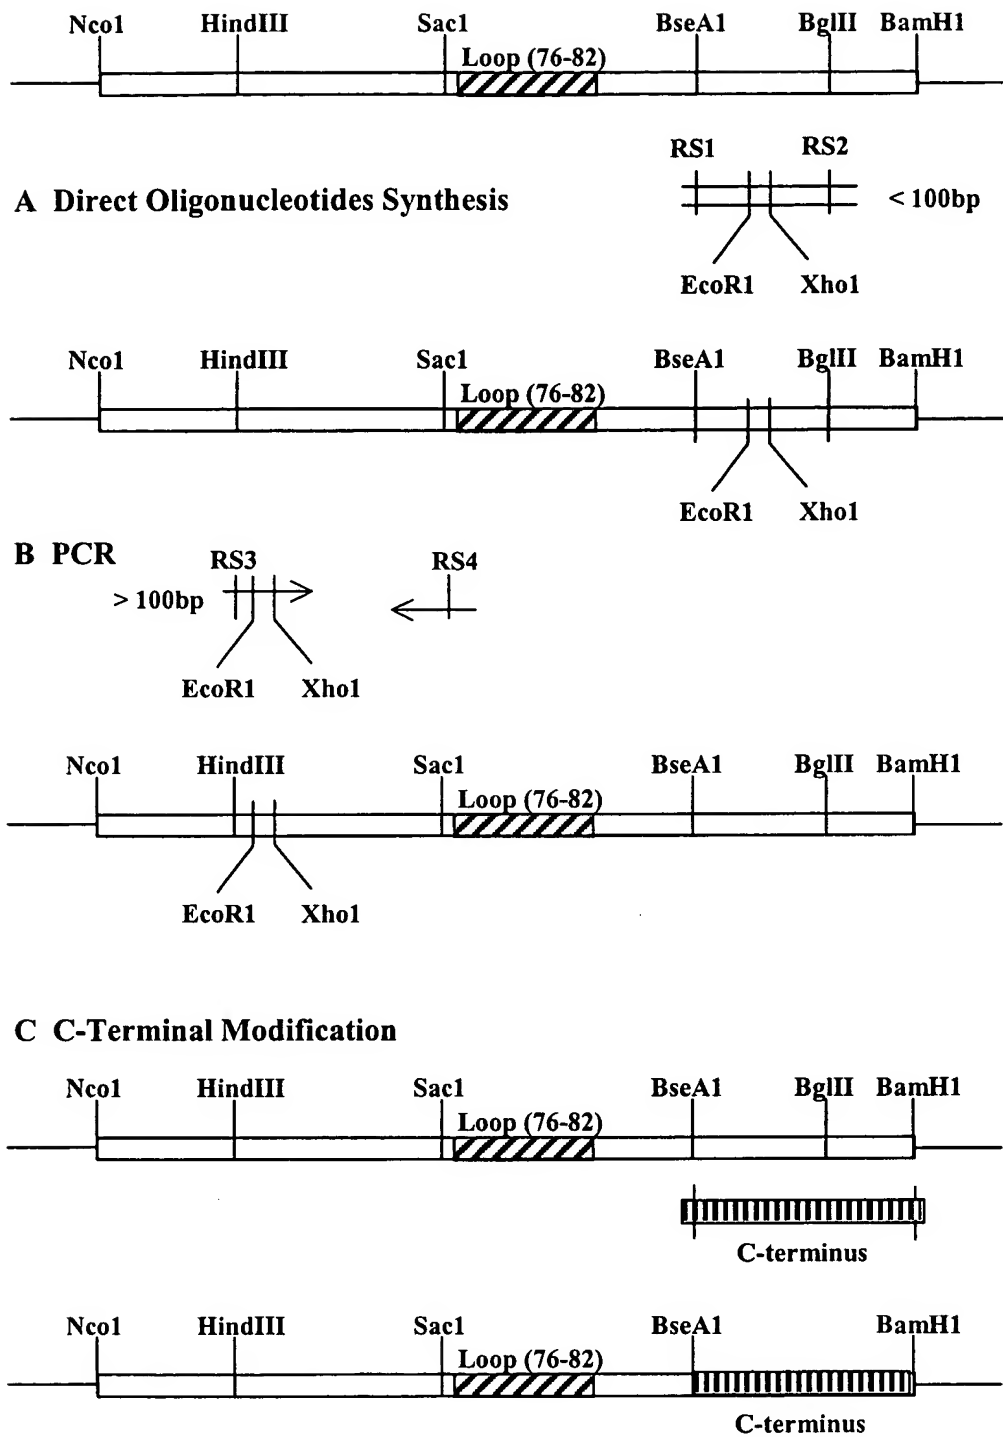 Nco1 HindIII Sac1 BseA1 BglII BamH1
Loop (76-82)
RS1 RS2
A Direct Oligonucleotides Synthesis < 100bp
EcoR1 Xho1
Nco1 HindIII Sac1 BseA1 BglII BamH1
Loop (76-82)
EcoR1 Xho1
B PCR
RS3 RS4
> 100bp
EcoR1 Xho1
Nco1 HindIII Sac1 BseA1 BglII BamH1
Loop (76-82)
EcoR1 Xho1
C C-Terminal Modification
Nco1 HindIII Sac1 BseA1 BglII BamH1
Loop (76-82)
C-terminus
Nco1 HindIII Sac1 BseA1 BamH1
Loop (76-82)
C-terminus